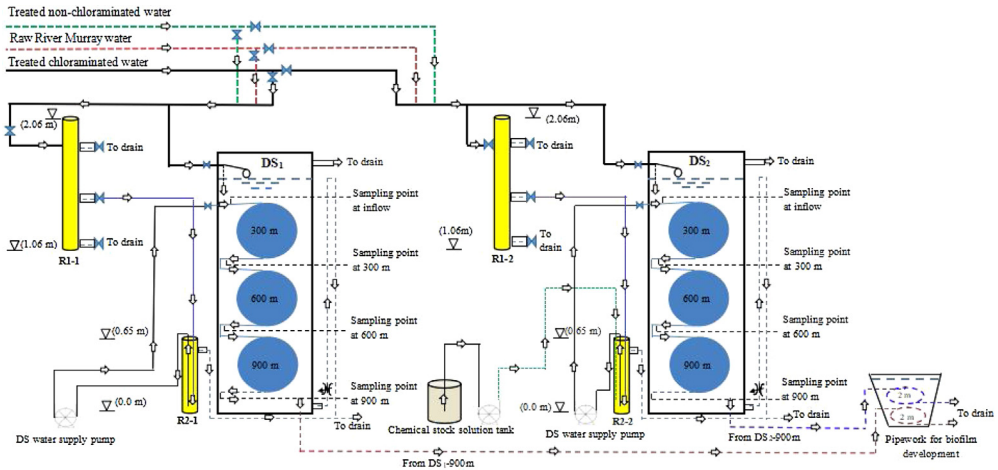 Treated non-chloraminated water
Raw River Murray water
Treated chloraminated water
(2.06 m)
To drain
To drain
R1-1
(1.06 m)
DS1
To drain
Sampling point
at inflow
300 m
Sampling point
at 300 m
600 m
Sampling point
at 600 m
900 m
Sampling point
at 900 m
(0.65 m)
(0.0 m)
R2-1
DS water supply pump
To drain
(2.06m)
To drain
To
drain
R1-2
(1.06m)
DS2
To drain
Sampling point
at inflow
300 m
Sampling point
at 300 m
600 m
Sampling point
at 600 m
900 m
Sampling point
at 900 m
(0.65 m)
(0.0 m)
R2-2
Chemical stock solution tank
DS water supply pump
To drain
From DS2-900m
From DS1-900m
2 m
2 m
To drain
Pipework for biofilm
development